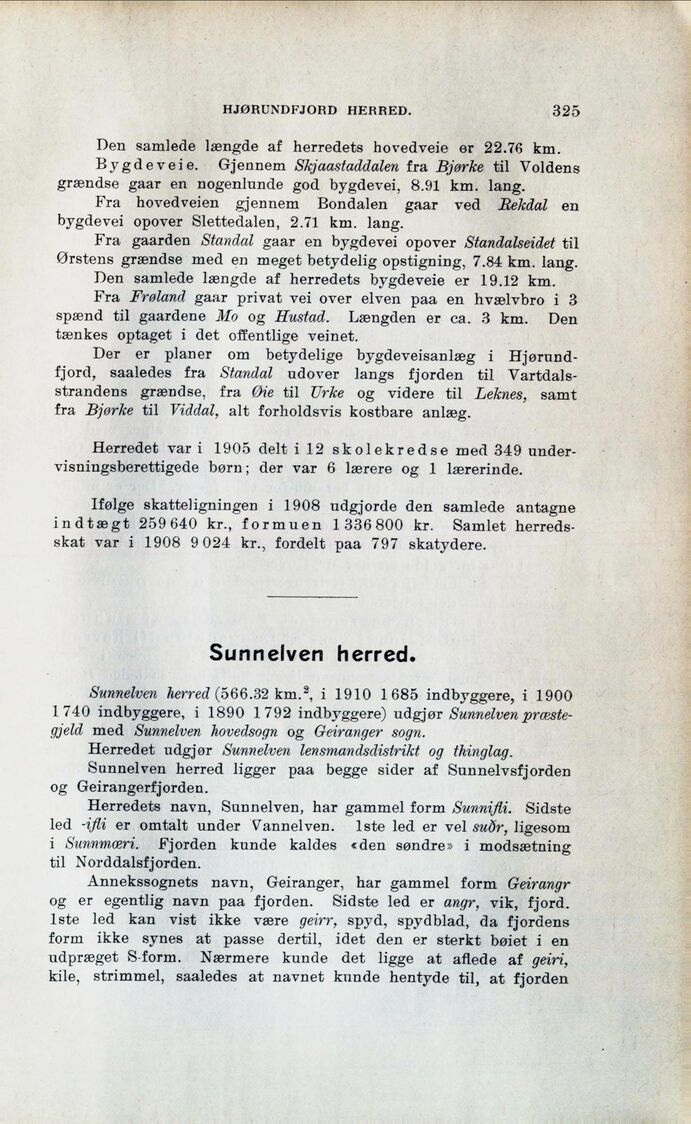 HJØRUNDFJORD HERRED. 325
Den samlede længde af herredets hovedveie er 22.76 km.
Bygdeveie. Gjennem Skjaastaddalen fra Bjørke til Voldens
grændse gaar en nogenlunde god bygdevei, 8.91 km. lang.
Fra hovedveien gjennem Bondalen gaar ved Rekdal en
bygdevei opover Slettedalen, 2.71 km. lang.
Fra gaarden Standal gaar en bygdevei opover Standalseidet til
Ørstens grændse med en meget betydelig opstigning, 7.84 km. lang.
Den samlede længde af herredets bygdeveie er 19.12 km.
Fra Frøland gaar privat vei over elven paa en hvælvbro i 3
spænd til gaardene Mo og Hustad. Længden er ca. 3 km. Den
tænkes optaget i det offentlige veinet.
Der er planer om betydelige bygdeveisanlæg i Hjørund-
fjord, saaledes fra Standal udover langs fjorden til Vartdals-
strandens grændse, fra Øie til Urke og videre til Leknes, samt
fra Bjørke til Viddal, alt forholdsvis kostbare anlæg.
Herredet var i 1905 delt i 12 skolekredse med 349 under-
visningsberettigede børn; der var 6 lærere og 1 lærerinde.
Ifølge skatteligningen i 1908 udgjorde den samlede antagne
indtægt 259 640 kr., formuen 1 336 800 kr. Samlet herreds-
skat var i 1908 9 024 kr., fordelt paa 797 skatydere.
Sunnelven herred.
Sunnelven herred (566.32 km.², i 1910 1 685 indbyggere, i 1900
1 740 indbyggere, i 1890 1 792 indbyggere) udgjør Sunnelven præste-
gjeld med Sunnelven hovedsogn og Geiranger sogn.
Herredet udgjør Sunnelven lensmandsdistrikt og thinglag.
Sunnelven herred ligger paa begge sider af Sunnelvsfjorden
og Geirangerfjorden.
Herredets navn, Sunnelven, har gammel form Sunnifli. Sidste
led -ifli er omtalt under Vannelven. 1ste led er vel suðr, ligesom
i Sunnmæri. Fjorden kunde kaldes «den søndre» i modsætning
til Norddalsfjorden.
Annekssognets navn, Geiranger, har gammel form Geirangr
og er egentlig navn paa fjorden. Sidste led er angr, vik, fjord.
1ste led kan vist ikke være geirr, spyd, spydblad, da fjordens
form ikke synes at passe dertil, idet den er sterkt bøiet i en
udpræget S-form. Nærmere kunde det ligge at aflede af geiri,
kile, strimmel, saaledes at navnet kunde hentyde til, at fjorden